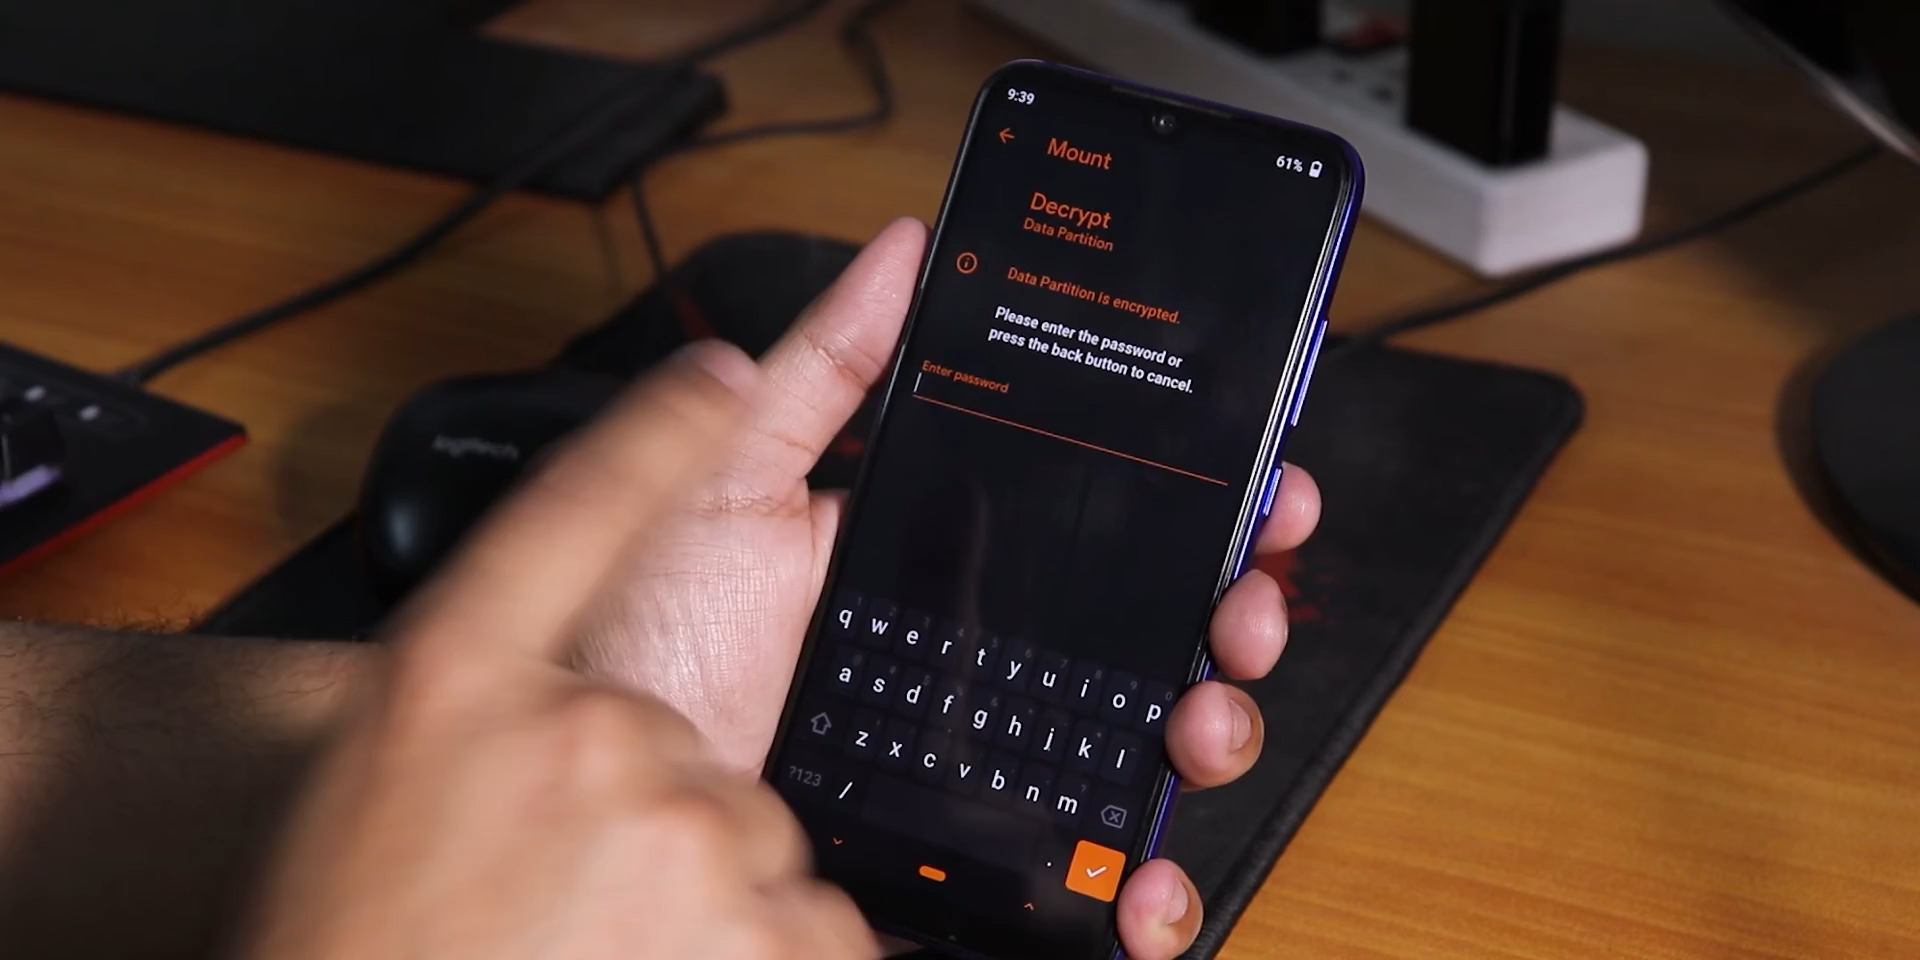 9:39
61%
Mount
Decrypt
Data Partition
Data Partition is encrypted.
Please enter the password or
press the back button to cancel.
Enter password
q w e r t y u i o p
a s d f g h j k l
z x c v b n m
?123 / .
logitech